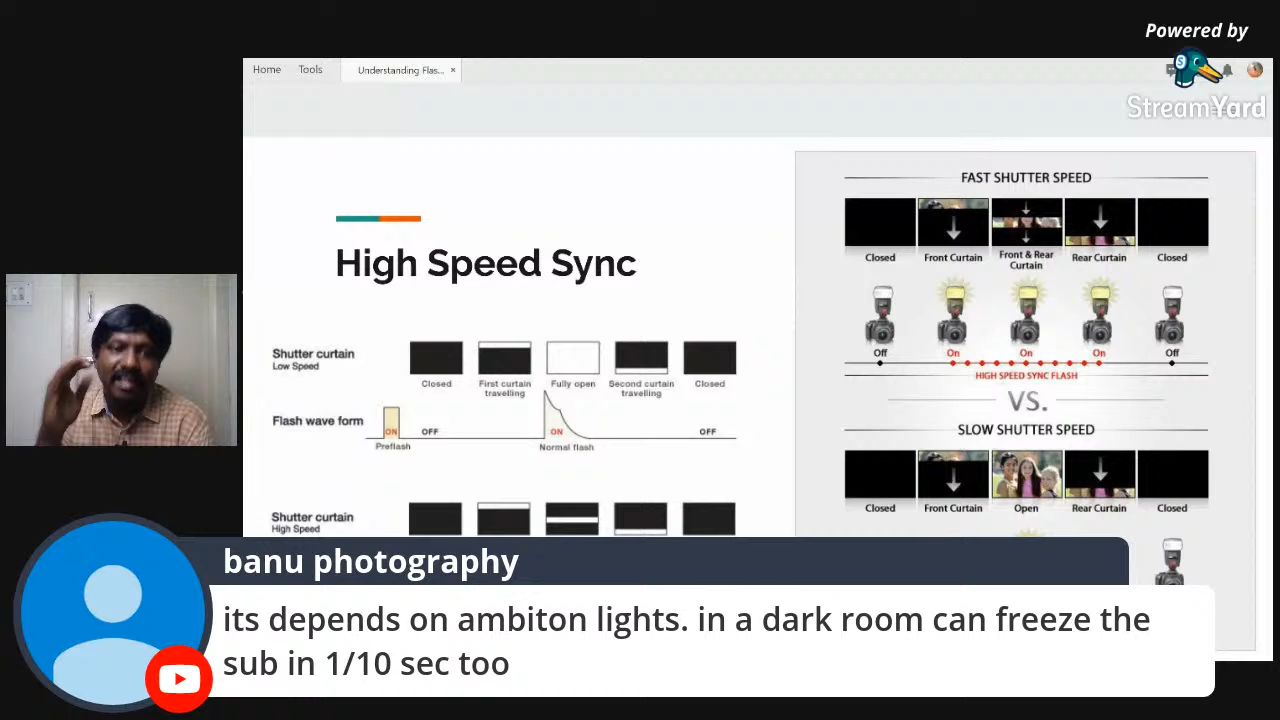 Powered by
StreamYard
Home Tools Understanding Flas... ×
High Speed Sync
Shutter curtain
Low Speed
Closed First curtain travelling Fully open Second curtain travelling Closed
Flash wave form
ON OFF ON OFF
Preflash Normal flash
Shutter curtain
High Speed
FAST SHUTTER SPEED
Closed Front Curtain Front & Rear Curtain Rear Curtain Closed
Off On On On Off
HIGH SPEED SYNC FLASH
VS.
SLOW SHUTTER SPEED
Closed Front Curtain Open Rear Curtain Closed
banu photography
its depends on ambiton lights. in a dark room can freeze the
sub in 1/10 sec too